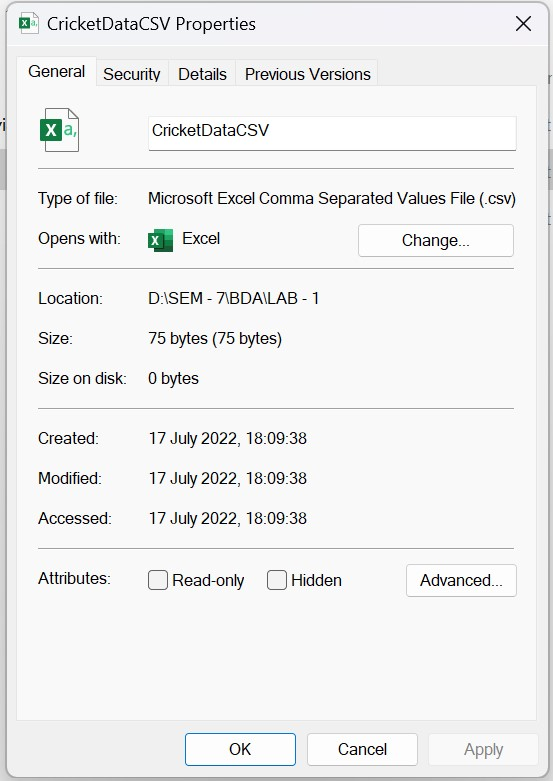 CricketDataCSV Properties
General Security Details Previous Versions
CricketDataCSV
Type of file: Microsoft Excel Comma Separated Values File (.csv)
Opens with: Excel Change...
Location: D:\SEM - 7\BDA\LAB - 1
Size: 75 bytes (75 bytes)
Size on disk: 0 bytes
Created: 17 July 2022, 18:09:38
Modified: 17 July 2022, 18:09:38
Accessed: 17 July 2022, 18:09:38
Attributes: Read-only Hidden Advanced...
OK Cancel Apply